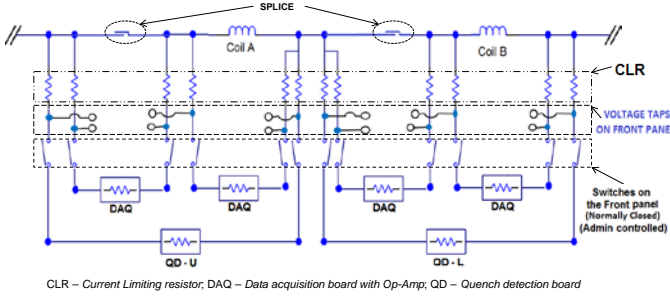 SPLICE
Coil A
Coil B
CLR
VOLTAGE TAPS
ON FRONT PANE
Switches on
the Front panel
(Normally Closed)
(Admin controlled)
DAQ
DAQ
DAQ
DAQ
QD - U
QD - L
CLR – Current Limiting resistor; DAQ – Data acquisition board with Op-Amp; QD – Quench detection board